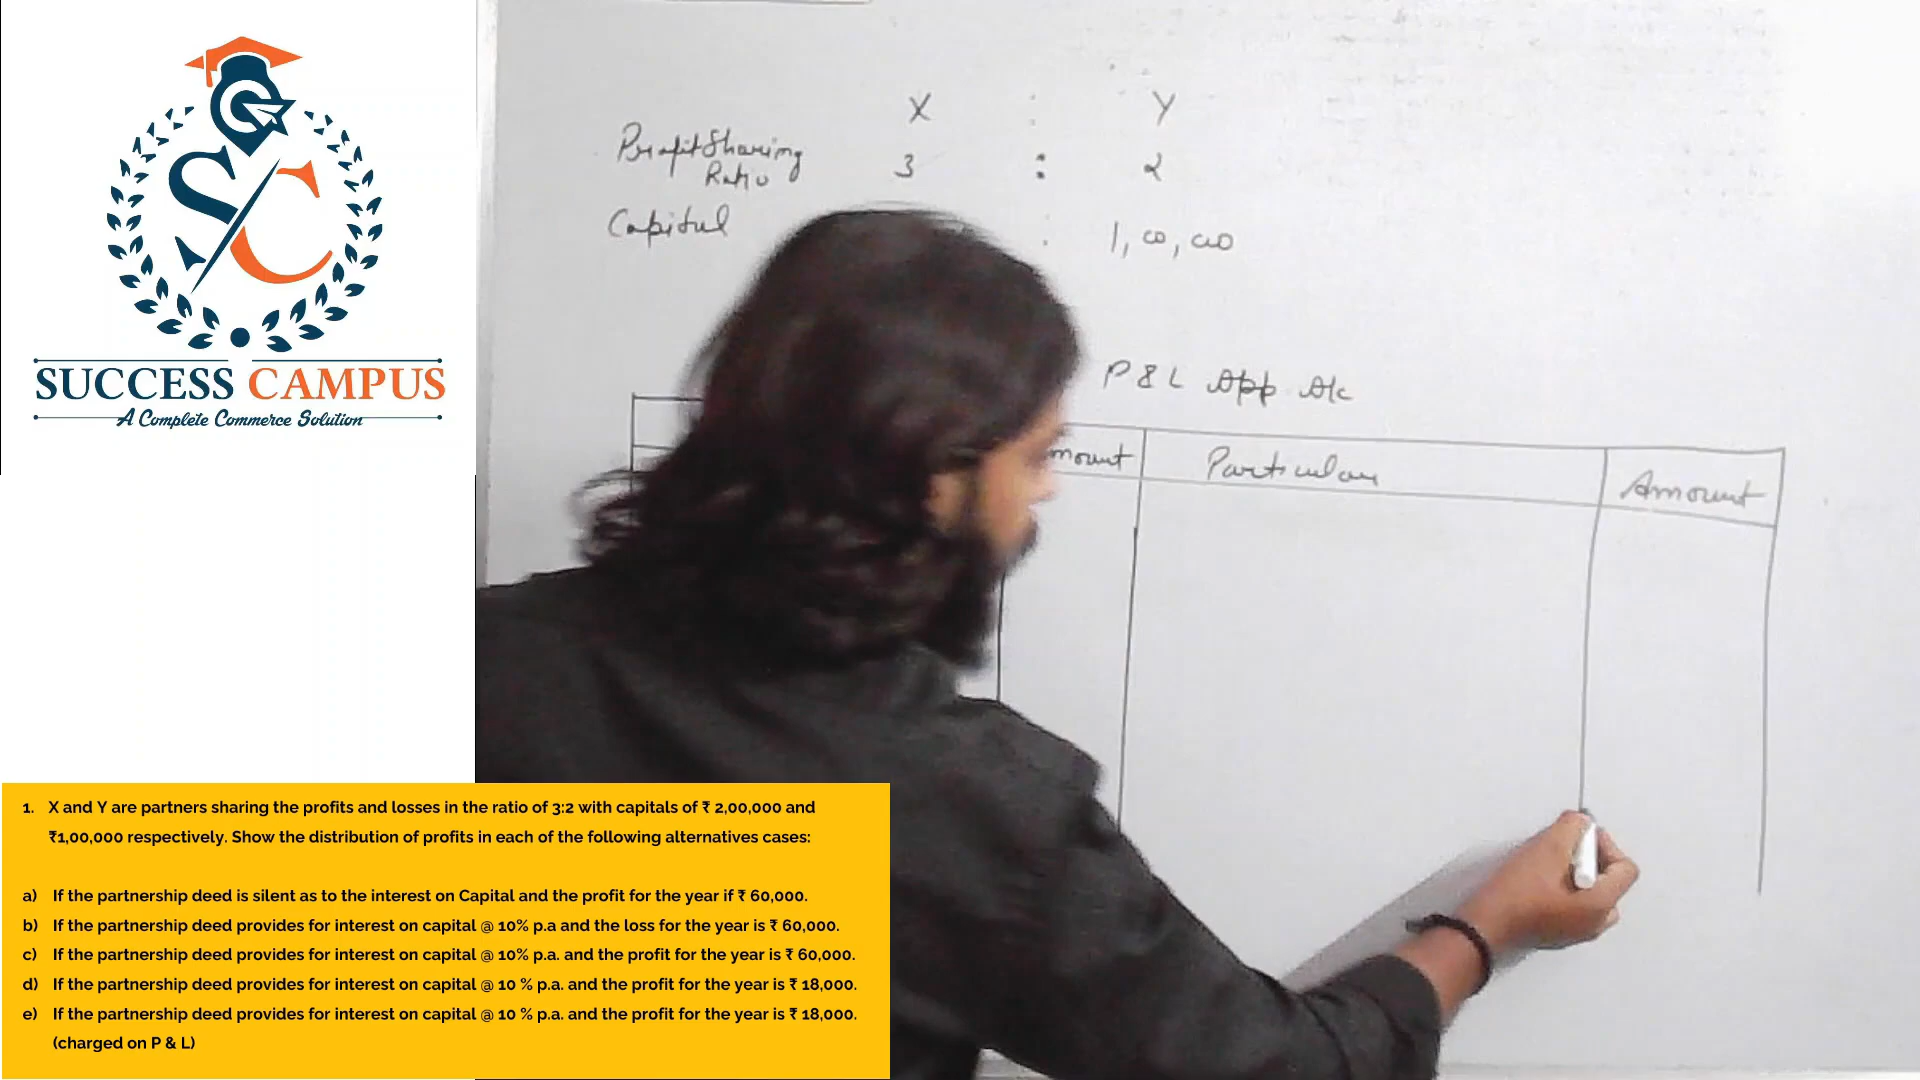 SUCCESS CAMPUS
A Complete Commerce Solution
X : Y
Profit Sharing
Ratio 3 : 2
Capital : 1,00,000
P & L App A/c
mount Particular Amount
1. X and Y are partners sharing the profits and losses in the ratio of 3:2 with capitals of ₹ 2,00,000 and
₹1,00,000 respectively. Show the distribution of profits in each of the following alternatives cases:
a) If the partnership deed is silent as to the interest on Capital and the profit for the year if ₹ 60,000.
b) If the partnership deed provides for interest on capital @ 10% p.a and the loss for the year is ₹ 60,000.
c) If the partnership deed provides for interest on capital @ 10% p.a. and the profit for the year is ₹ 60,000.
d) If the partnership deed provides for interest on capital @ 10 % p.a. and the profit for the year is ₹ 18,000.
e) If the partnership deed provides for interest on capital @ 10 % p.a. and the profit for the year is ₹ 18,000.
(charged on P & L)